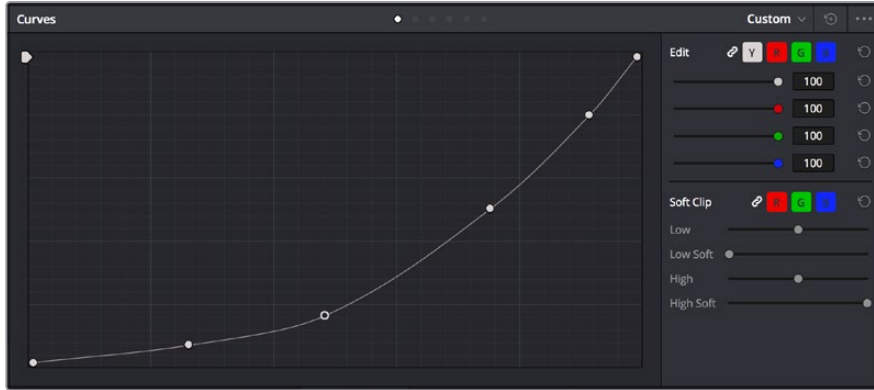 Curves
Custom
Edit
Y
R
G
100
100
100
100
Soft Clip
R
G
Low
Low Soft
High
High Soft